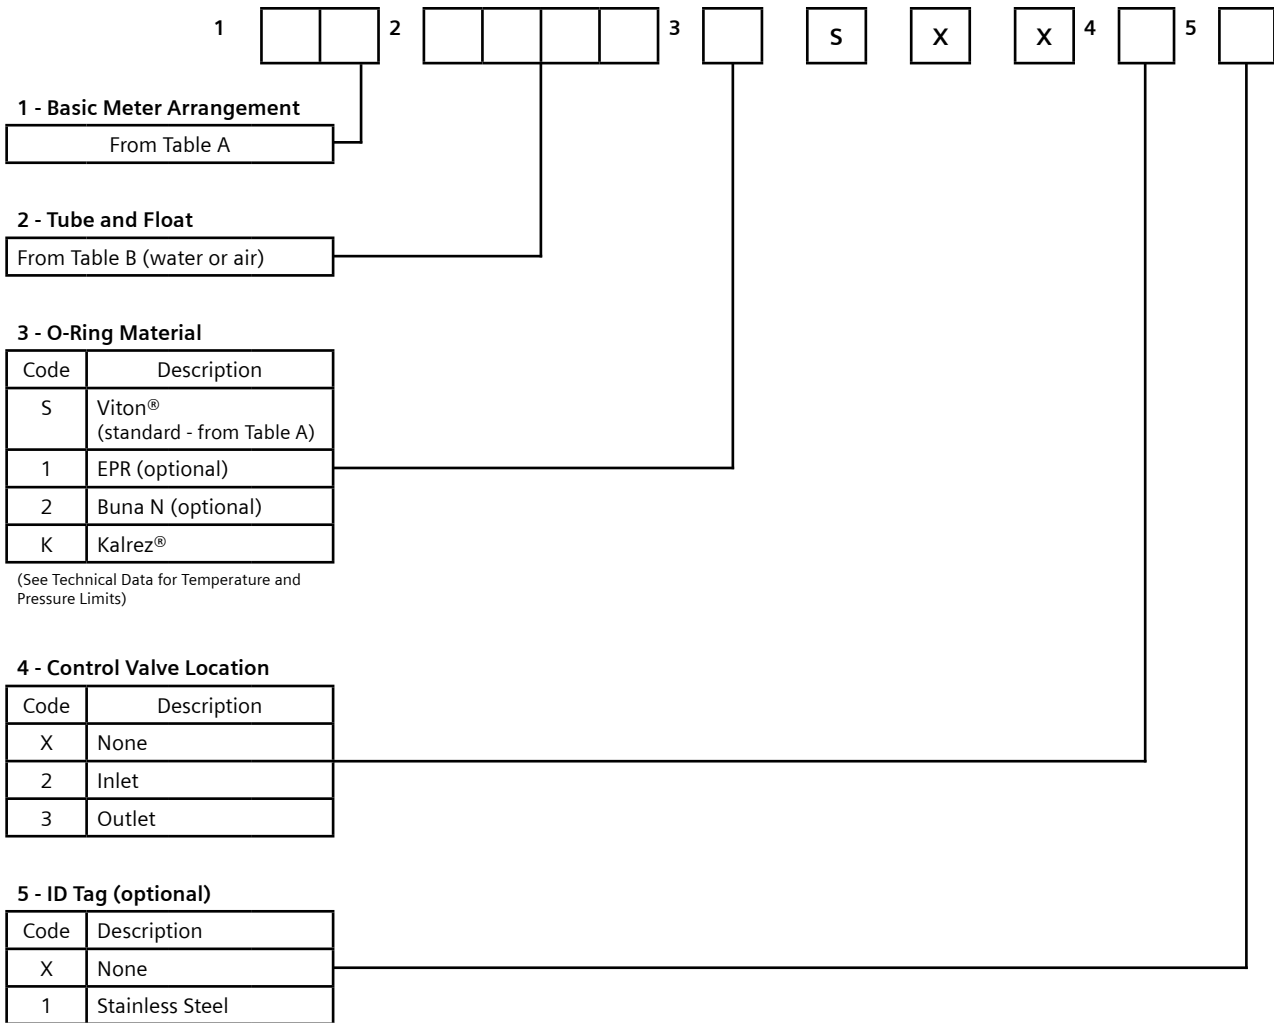 1 2 3 S X X 4 5
1 - Basic Meter Arrangement
From Table A
2 - Tube and Float
From Table B (water or air)
3 - O-Ring Material
Code Description
S Viton®
(standard - from Table A)
1 EPR (optional)
2 Buna N (optional)
K Kalrez®
(See Technical Data for Temperature and
Pressure Limits)
4 - Control Valve Location
Code Description
X None
2 Inlet
3 Outlet
5 - ID Tag (optional)
Code Description
X None
1 Stainless Steel